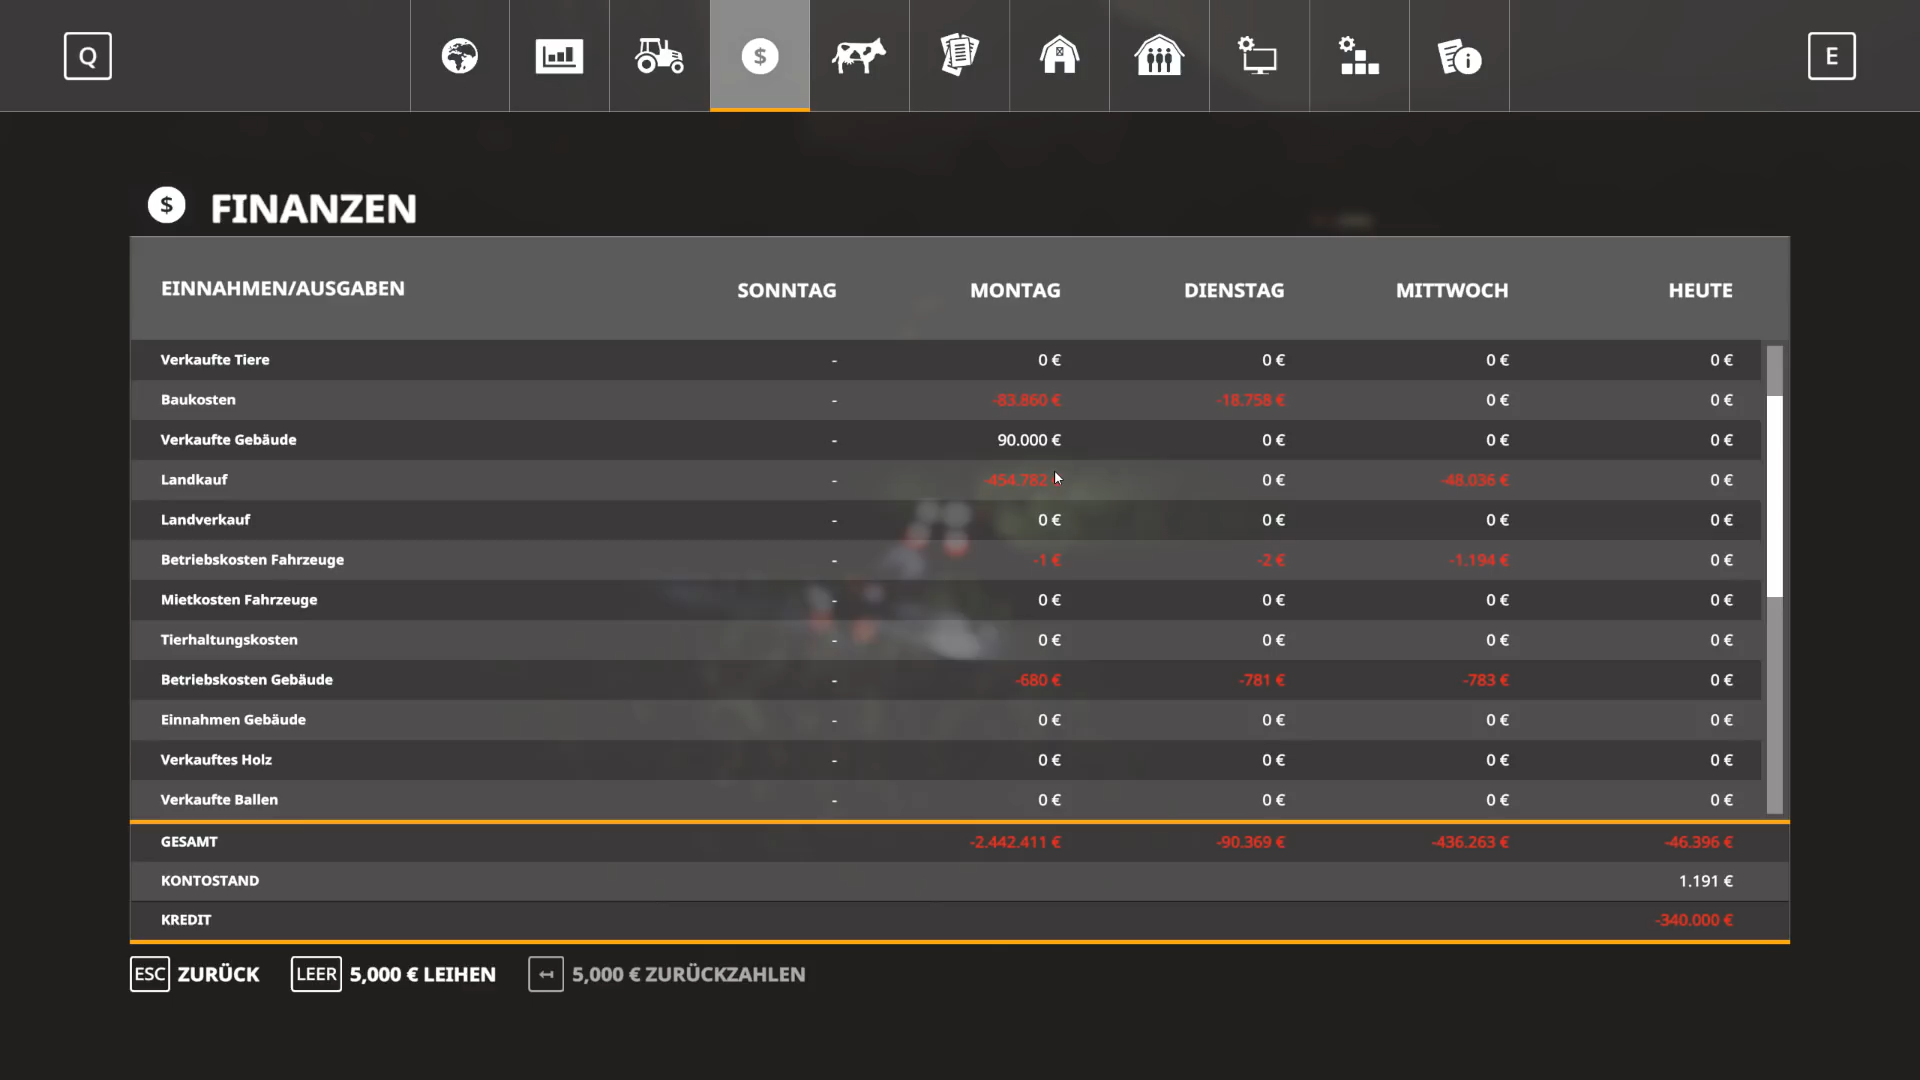 Q
$
E
$ FINANZEN
EINNAHMEN/AUSGABEN SONNTAG MONTAG DIENSTAG MITTWOCH HEUTE
Verkaufte Tiere - 0 € 0 € 0 € 0 €
Baukosten - -83.860 € -18.758 € 0 € 0 €
Verkaufte Gebäude - 90.000 € 0 € 0 € 0 €
Landkauf - -454.782 0 € -48.036 € 0 €
Landverkauf - 0 € 0 € 0 € 0 €
Betriebskosten Fahrzeuge - -1 € -2 € -1.194 € 0 €
Mietkosten Fahrzeuge - 0 € 0 € 0 € 0 €
Tierhaltungskosten - 0 € 0 € 0 € 0 €
Betriebskosten Gebäude - -680 € -781 € -783 € 0 €
Einnahmen Gebäude - 0 € 0 € 0 € 0 €
Verkauftes Holz - 0 € 0 € 0 € 0 €
Verkaufte Ballen - 0 € 0 € 0 € 0 €
GESAMT -2.442.411 € -90.369 € -436.263 € -46.396 €
KONTOSTAND 1.191 €
KREDIT -340.000 €
ESC ZURÜCK LEER 5,000 € LEIHEN 5,000 € ZURÜCKZAHLEN